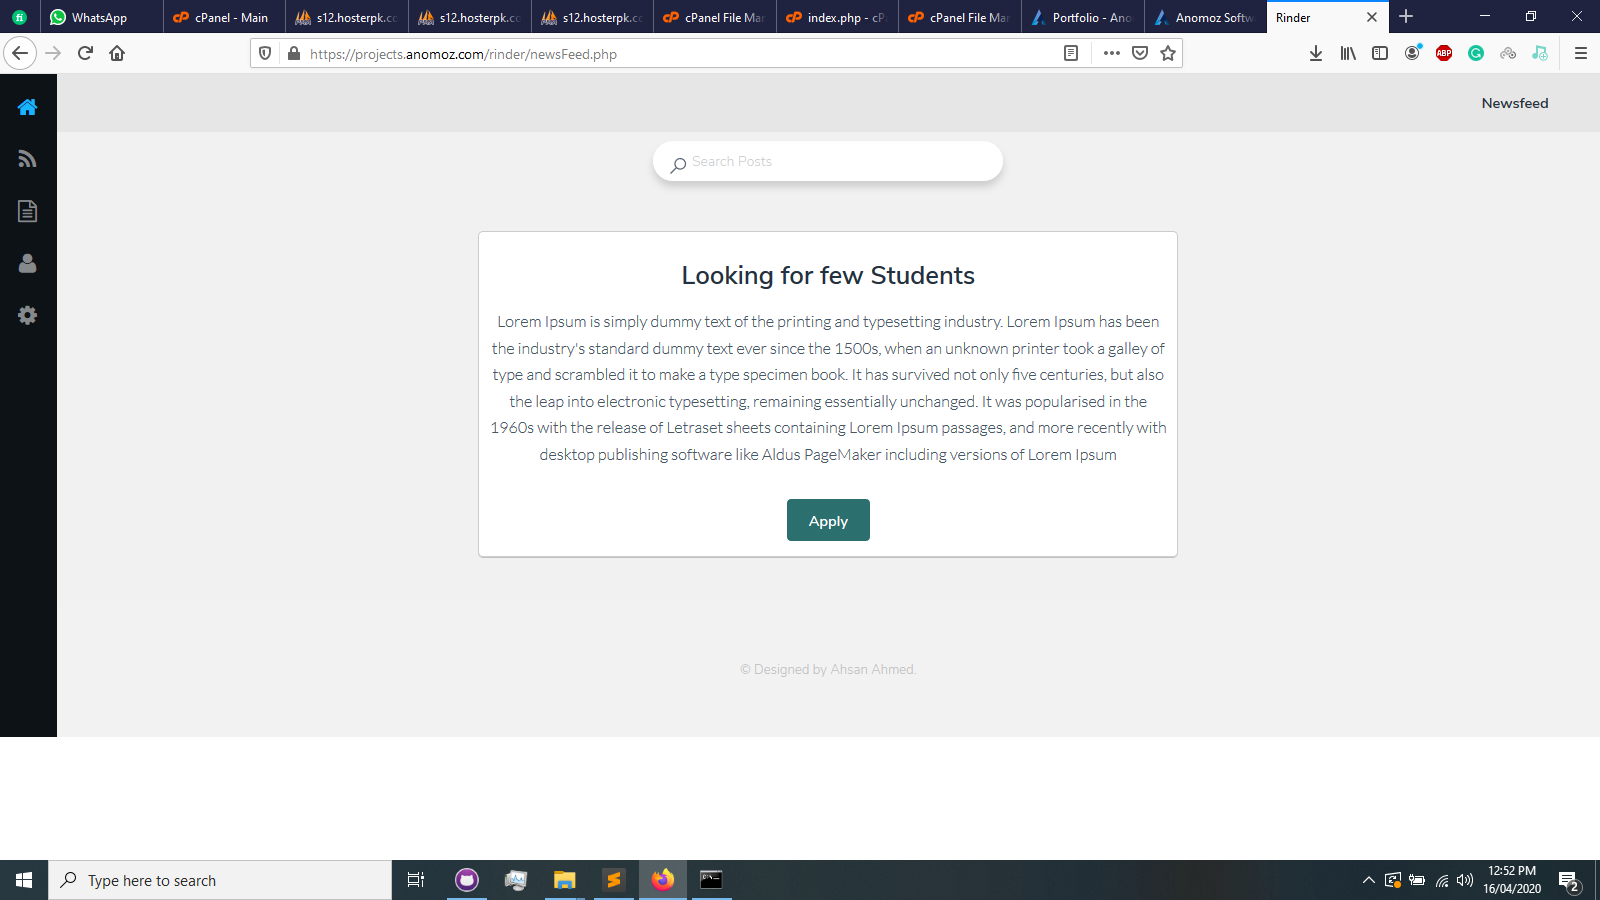 WhatsApp
cPanel - Main
s12.hosterpk.co
s12.hosterpk.co
s12.hosterpk.co
cPanel File Mar
index.php - cP
cPanel File Mar
Portfolio - Ano
Anomoz Softw
Rinder
https://projects.anomoz.com/rinder/newsFeed.php
ABP
Newsfeed
Search Posts
Looking for few Students
Lorem Ipsum is simply dummy text of the printing and typesetting industry. Lorem Ipsum has been
the industry's standard dummy text ever since the 1500s, when an unknown printer took a galley of
type and scrambled it to make a type specimen book. It has survived not only five centuries, but also
the leap into electronic typesetting, remaining essentially unchanged. It was popularised in the
1960s with the release of Letraset sheets containing Lorem Ipsum passages, and more recently with
desktop publishing software like Aldus PageMaker including versions of Lorem Ipsum
Apply
© Designed by Ahsan Ahmed.
Type here to search
12:52 PM
16/04/2020
2